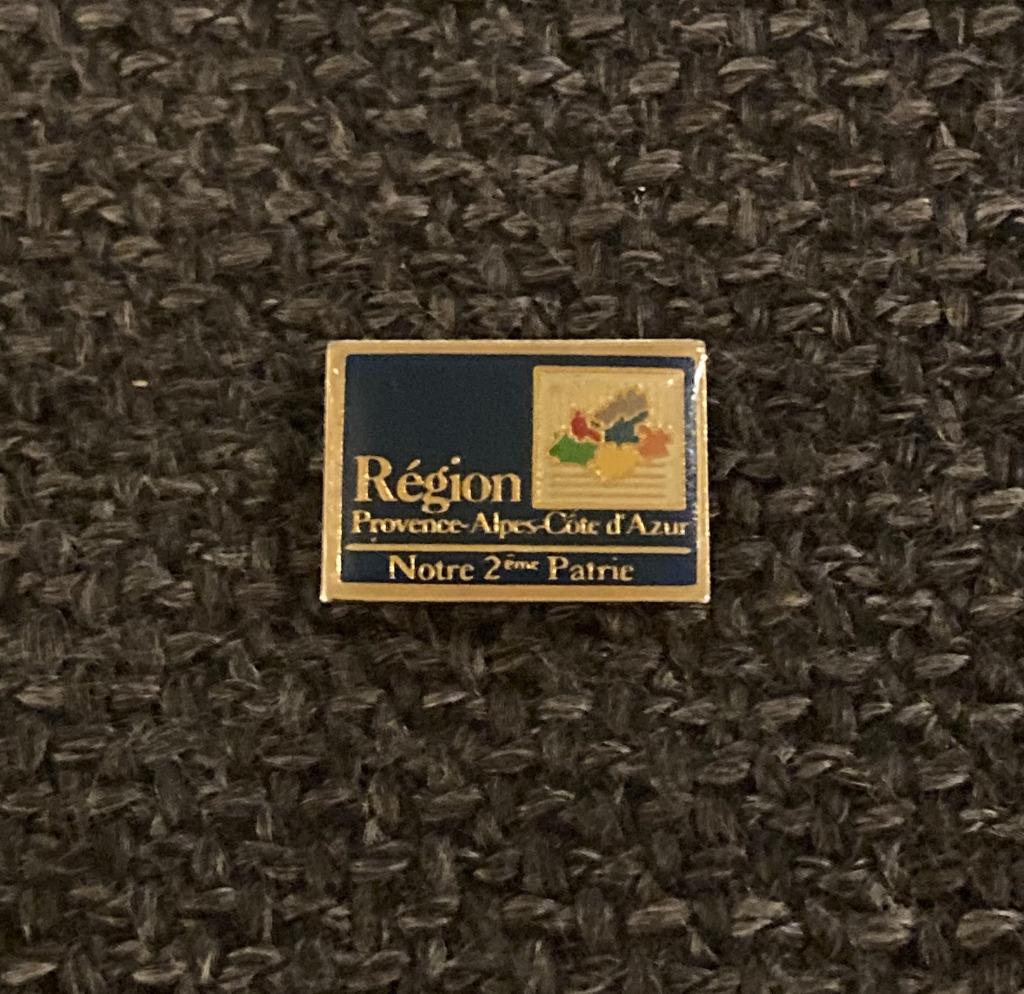 Région
Provence-Alpes-Côte d'Azur
Notre 2ème Patrie